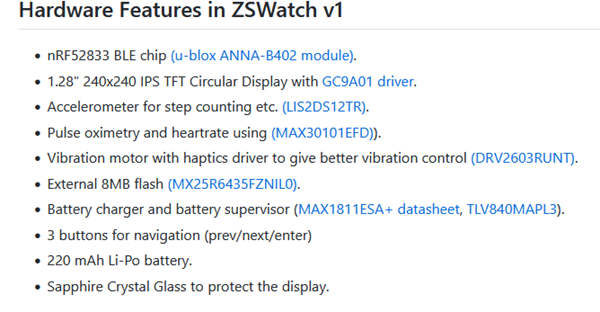 Hardware Features in ZSWatch v1
nRF52833 BLE chip (u-blox ANNA-B402 module).
1.28" 240x240 IPS TFT Circular Display with GC9A01 driver.
Accelerometer for step counting etc. (LIS2DS12TR).
Pulse oximetry and heartrate using (MAX30101EFD)).
Vibration motor with haptics driver to give better vibration control (DRV2603RUNT).
External 8MB flash (MX25R6435FZNIL0).
Battery charger and battery supervisor (MAX1811ESA+ datasheet, TLV840MAPL3).
3 buttons for navigation (prev/next/enter)
220 mAh Li-Po battery.
Sapphire Crystal Glass to protect the display.